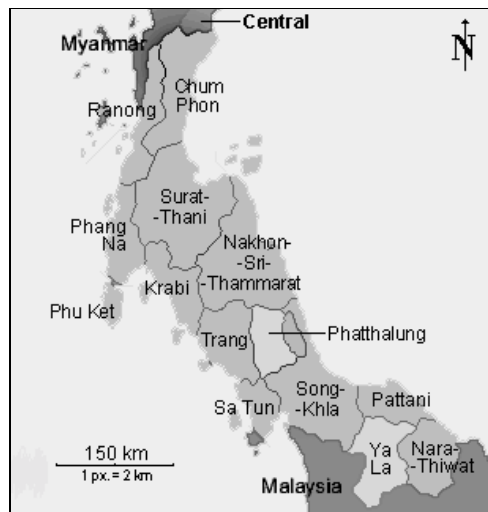 Central
N
Myanmar
Chum
Phon
Ranong
Surat-
-Thani
Phang
Na
Nakhon-
-Sri-
-Thammarat
Krabi
Phu Ket
Trang
Phatthalung
Sa Tun
Song-
-Khla
Pattani
150 km
1 px. = 2 km
Ya
La
Nara-
-Thiwat
Malaysia